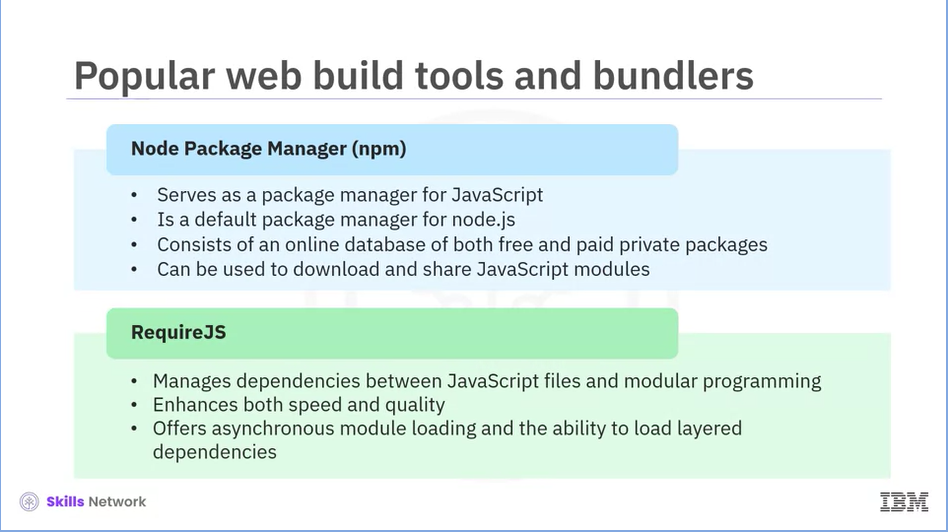 Popular web build tools and bundlers
Node Package Manager (npm)
• Serves as a package manager for JavaScript
• Is a default package manager for node.js
• Consists of an online database of both free and paid private packages
• Can be used to download and share JavaScript modules
RequireJS
• Manages dependencies between JavaScript files and modular programming
• Enhances both speed and quality
• Offers asynchronous module loading and the ability to load layered
dependencies
Skills Network
IBM